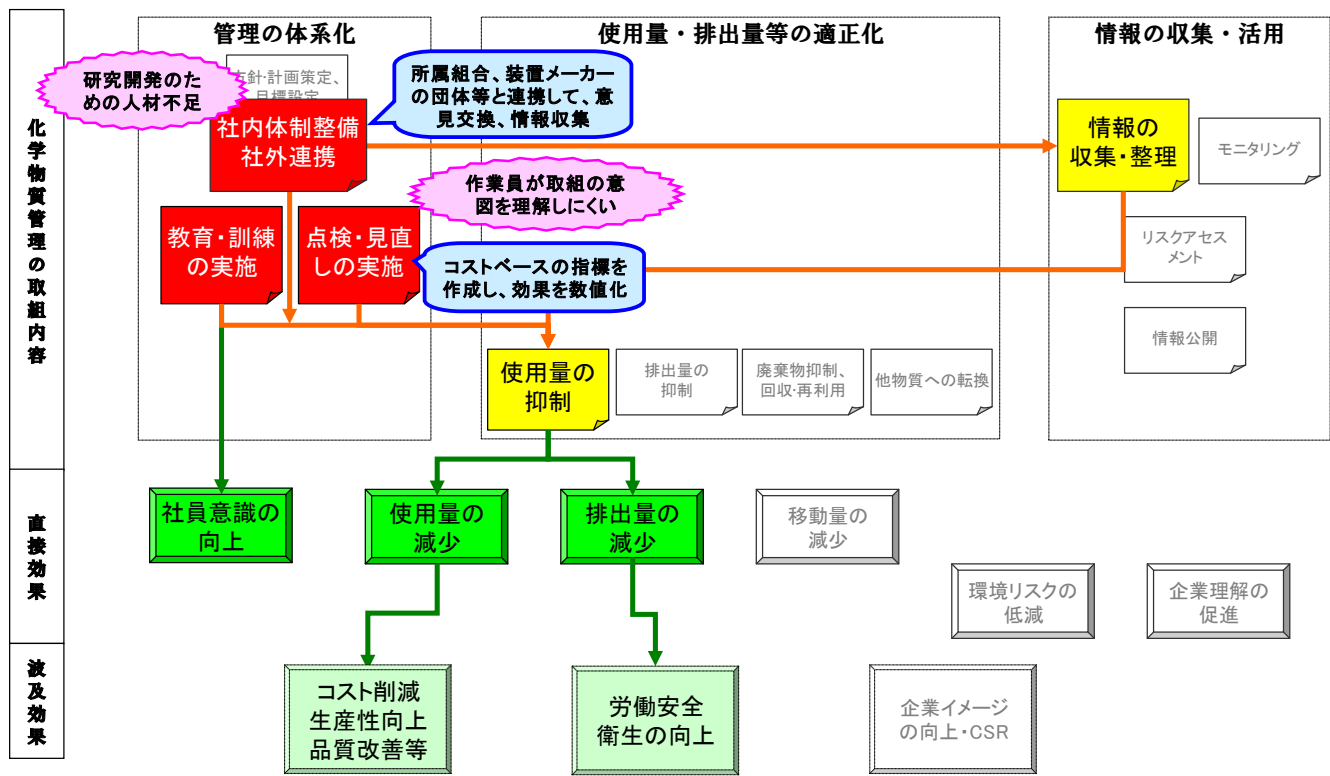 管理の体系化
使用量・排出量等の適正化
情報の収集・活用
化学物質管理の取組内容
方針・計画策定、
目標設定
研究開発のた
めの人材不足
所属組合、装置メーカー
の団体等と連携して、意
見交換、情報収集
社内体制整備
社外連携
情報の
収集・整理
モニタリング
作業員が取組の意
図を理解しにくい
教育・訓練
の実施
点検・見直
しの実施
リスクアセス
メント
コストベースの指標を
作成し、効果を数値化
情報公開
使用量の
抑制
排出量の
抑制
廃棄物抑制、
回収・再利用
他物質への転換
直接効果
社員意識の
向上
使用量の
減少
排出量の
減少
移動量の
減少
環境リスクの
低減
企業理解の
促進
波及効果
コスト削減
生産性向上
品質改善等
労働安全
衛生の向上
企業イメージ
の向上・CSR